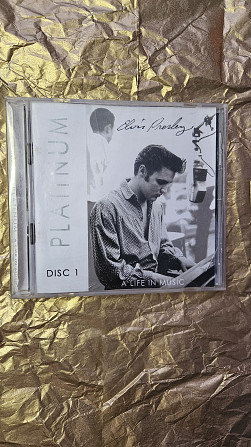 PLATINUM
Elvis Presley
DISC 1
A LIFE IN MUSIC